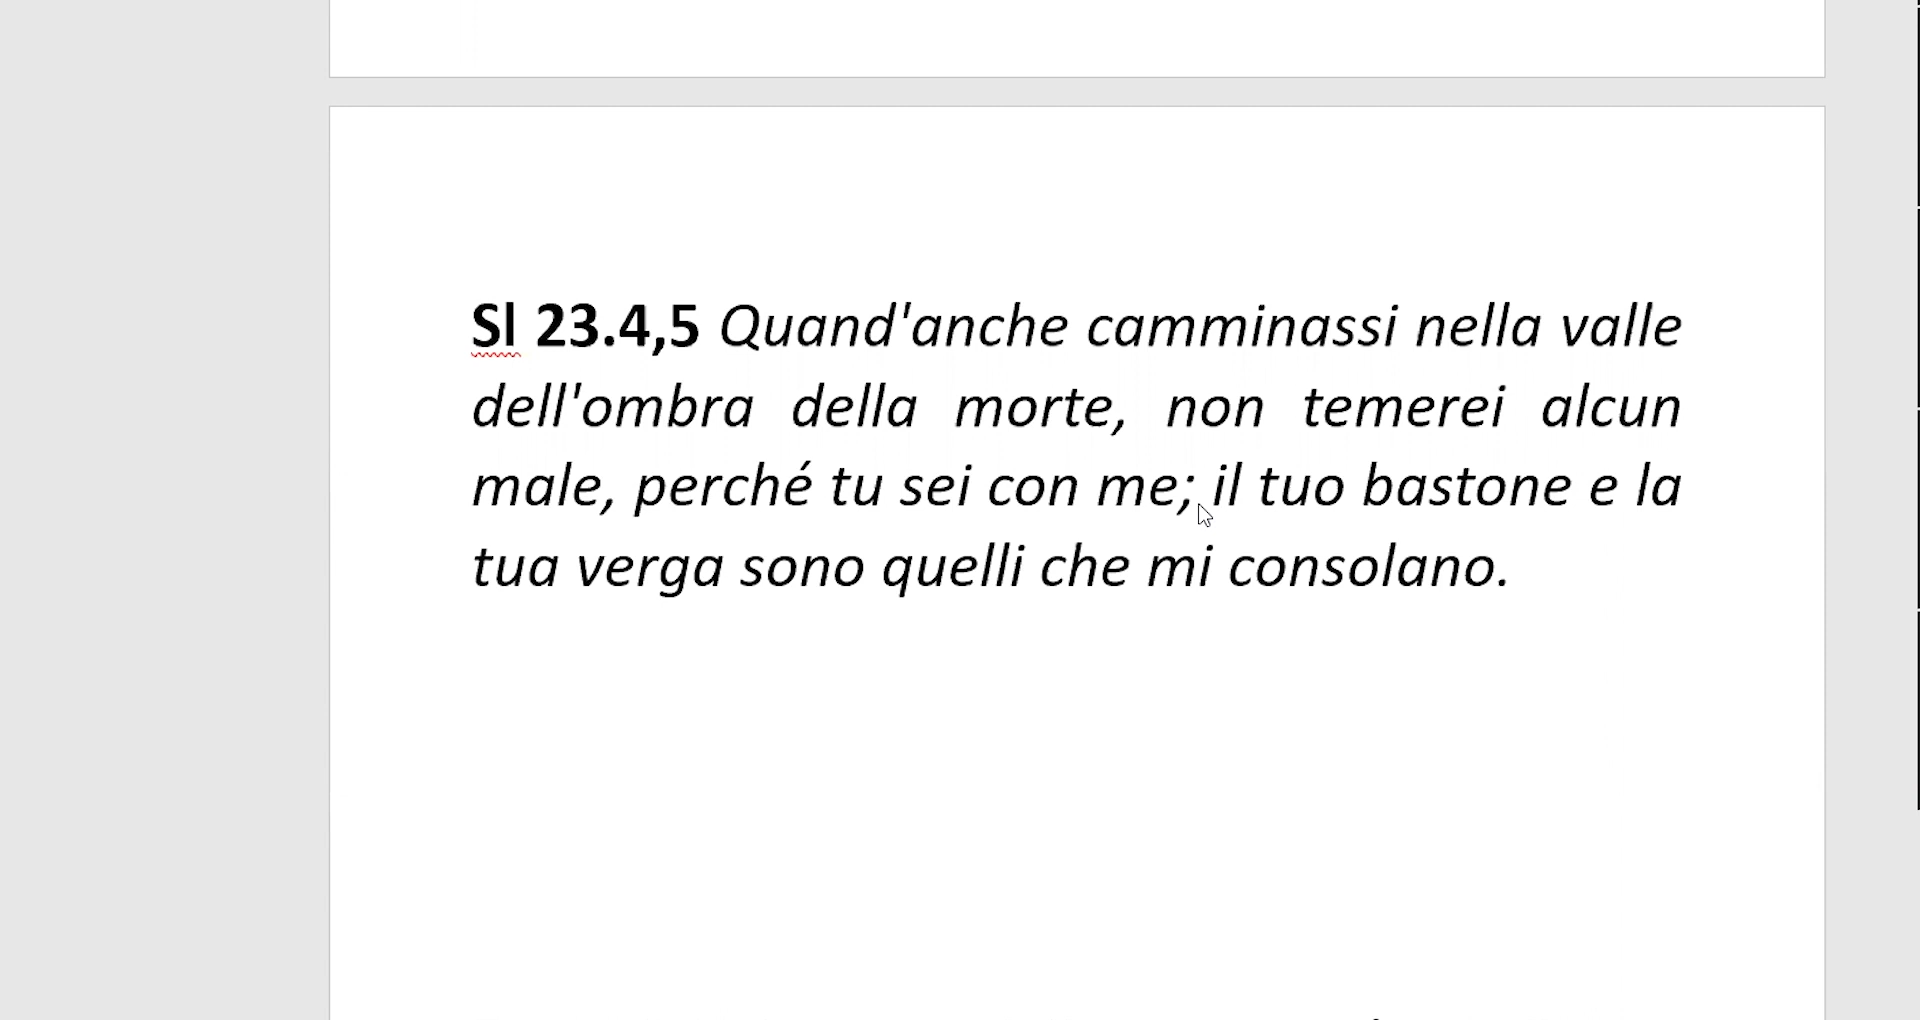 Sl 23.4,5 Quand'anche camminassi nella valle
dell'ombra della morte, non temerei alcun
male, perché tu sei con me; il tuo bastone e la
tua verga sono quelli che mi consolano.